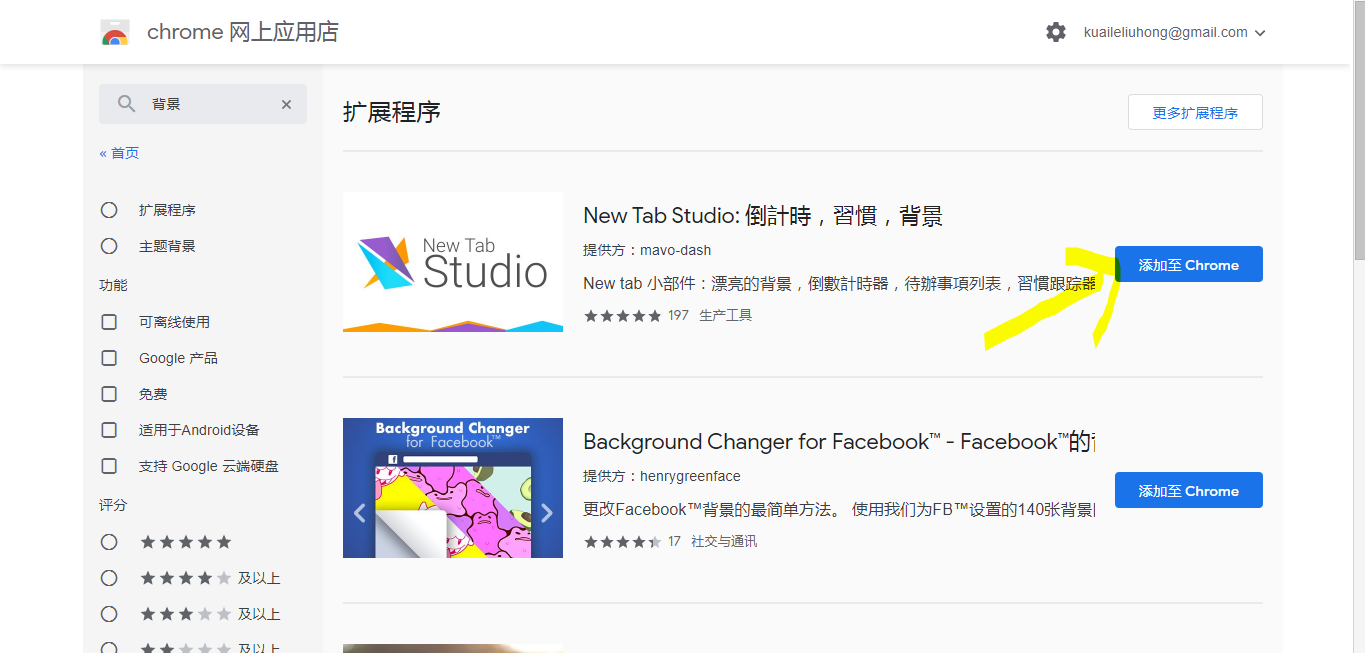 chrome 网上应用店
kuaileliuhong@gmail.com
背景
« 首页
扩展程序
主题背景
功能
可离线使用
Google 产品
免费
适用于Android设备
支持 Google 云端硬盘
评分
及以上
及以上
及以上
扩展程序
更多扩展程序
New Tab
Studio
New Tab Studio: 倒計時，習慣，背景
提供方：mavo-dash
New tab 小部件：漂亮的背景，倒數計時器，待辦事項列表，習慣跟踪器
197 生产工具
添加至 Chrome
Background Changer
for Facebook™
f
Background Changer for Facebook™ - Facebook™的
提供方：henrygreenface
更改Facebook™背景的最简单方法。 使用我们为FB™设置的140张背景
17 社交与通讯
添加至 Chrome